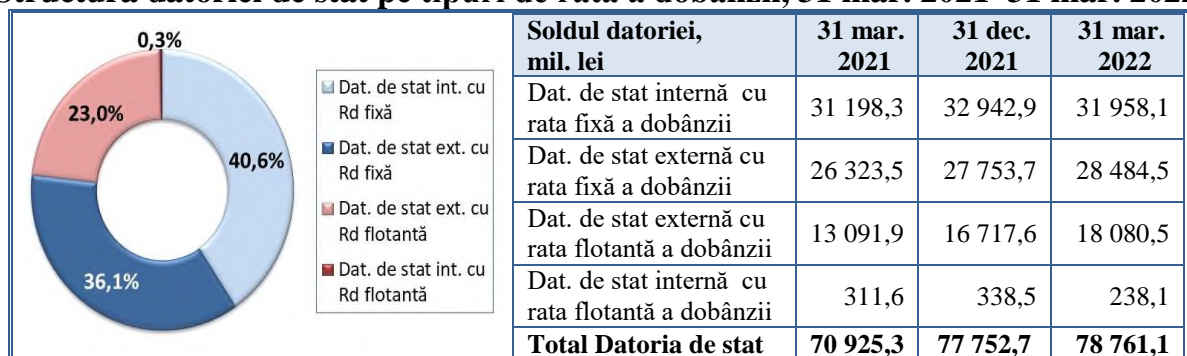 structura datoriei de stat pe tipuri de rată a dobânzii, 31 mar. 2021–31 mar. 202
0,3%
23,0%
40,6%
36,1%
Dat. de stat int. cu
Rd fixă
Dat. de stat ext. cu
Rd fixă
Dat. de stat ext. cu
Rd flotantă
Dat. de stat int. cu
Rd flotantă
Soldul datoriei, 31 mar. 31 dec. 31 mar.
mil. lei 2021 2021 2022
Dat. de stat internă cu
rata fixă a dobânzii 31 198,3 32 942,9 31 958,1
Dat. de stat externă cu
rata fixă a dobânzii 26 323,5 27 753,7 28 484,5
Dat. de stat externă cu
rata flotantă a dobânzii 13 091,9 16 717,6 18 080,5
Dat. de stat internă cu
rata flotantă a dobânzii 311,6 338,5 238,1
Total Datoria de stat 70 925,3 77 752,7 78 761,1